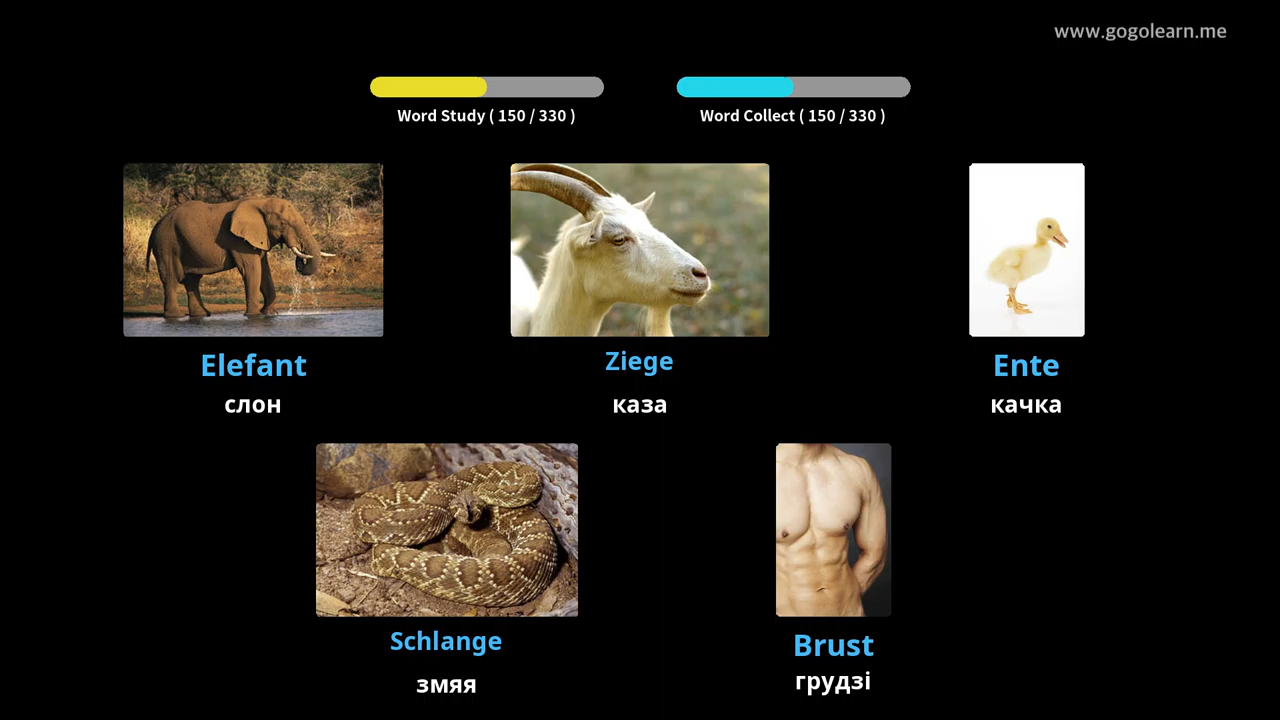 www.gogolearn.me
Word Study ( 150 / 330 )
Word Collect ( 150 / 330 )
Elefant
слон
Ziege
каза
Ente
качка
Schlange
змяя
Brust
грудзі